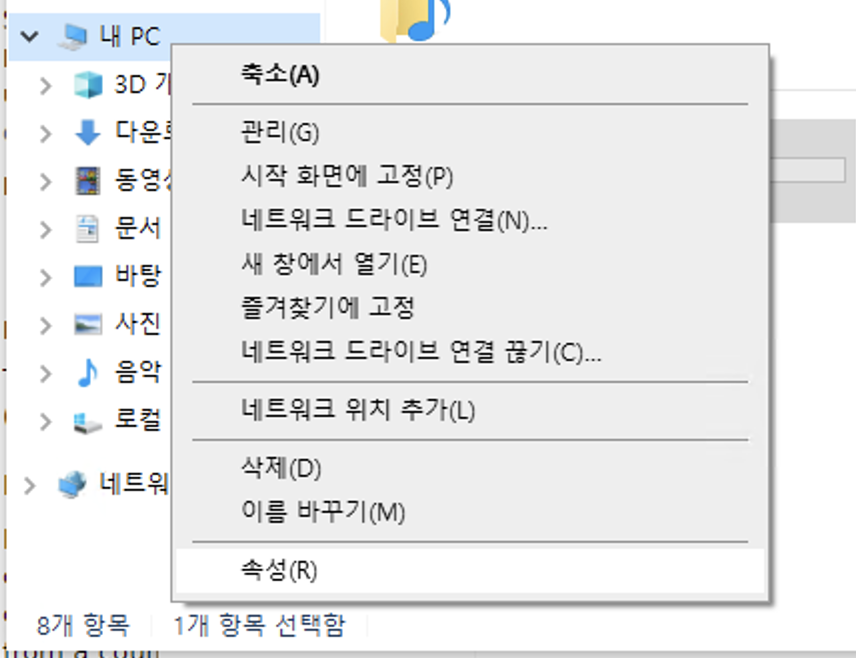 내 PC
축소(A)
3D
관리(G)
다운로
시작 화면에 고정(P)
동영상
네트워크 드라이브 연결(N)...
문서
새 창에서 열기(E)
바탕
즐겨찾기에 고정
사진
네트워크 드라이브 연결 끊기(C)...
음악
네트워크 위치 추가(L)
로컬
삭제(D)
네트워
이름 바꾸기(M)
속성(R)
8개 항목
1개 항목 선택함